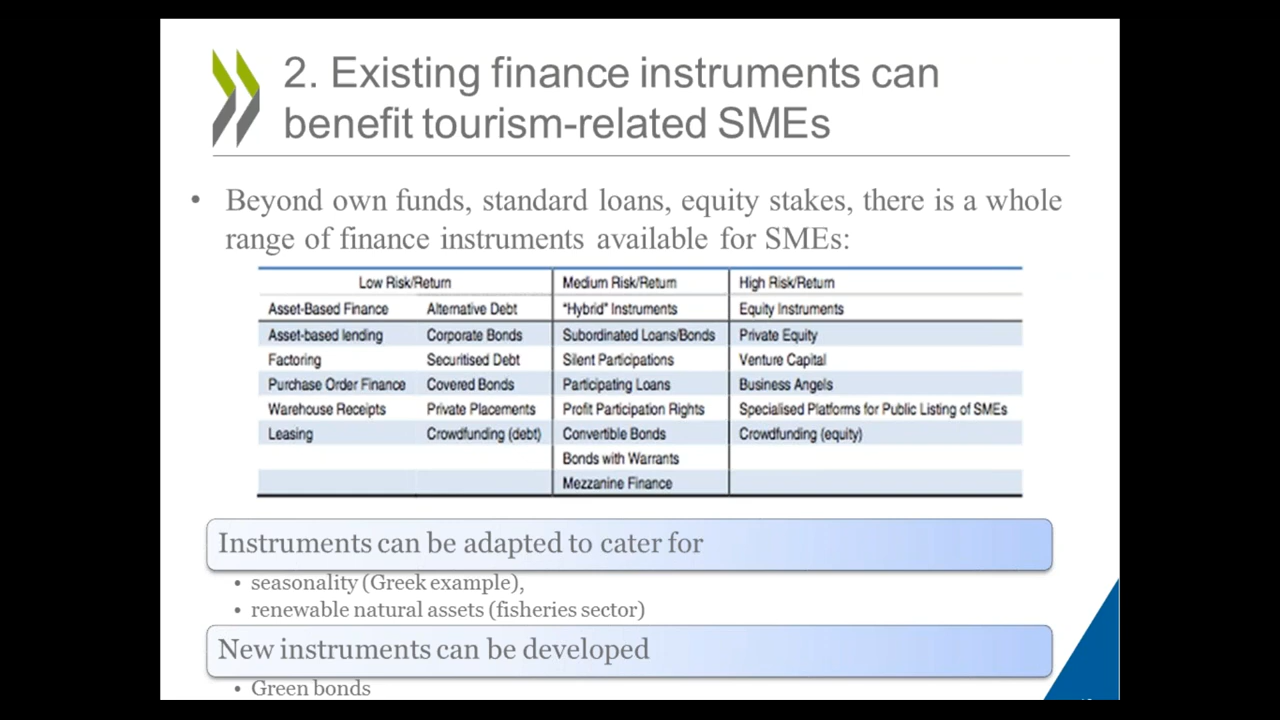 2. Existing finance instruments can
benefit tourism-related SMEs
• Beyond own funds, standard loans, equity stakes, there is a whole
range of finance instruments available for SMEs:
Low Risk/Return Medium Risk/Return High Risk/Return
Asset-Based Finance Alternative Debt "Hybrid" Instruments Equity Instruments
Asset-based lending Corporate Bonds Subordinated Loans/Bonds Private Equity
Factoring Securitised Debt Silent Participations Venture Capital
Purchase Order Finance Covered Bonds Participating Loans Business Angels
Warehouse Receipts Private Placements Profit Participation Rights Specialised Platforms for Public Listing of SMEs
Leasing Crowdfunding (debt) Convertible Bonds Crowdfunding (equity)
Bonds with Warrants
Mezzanine Finance
Instruments can be adapted to cater for
• seasonality (Greek example),
• renewable natural assets (fisheries sector)
New instruments can be developed
• Green bonds